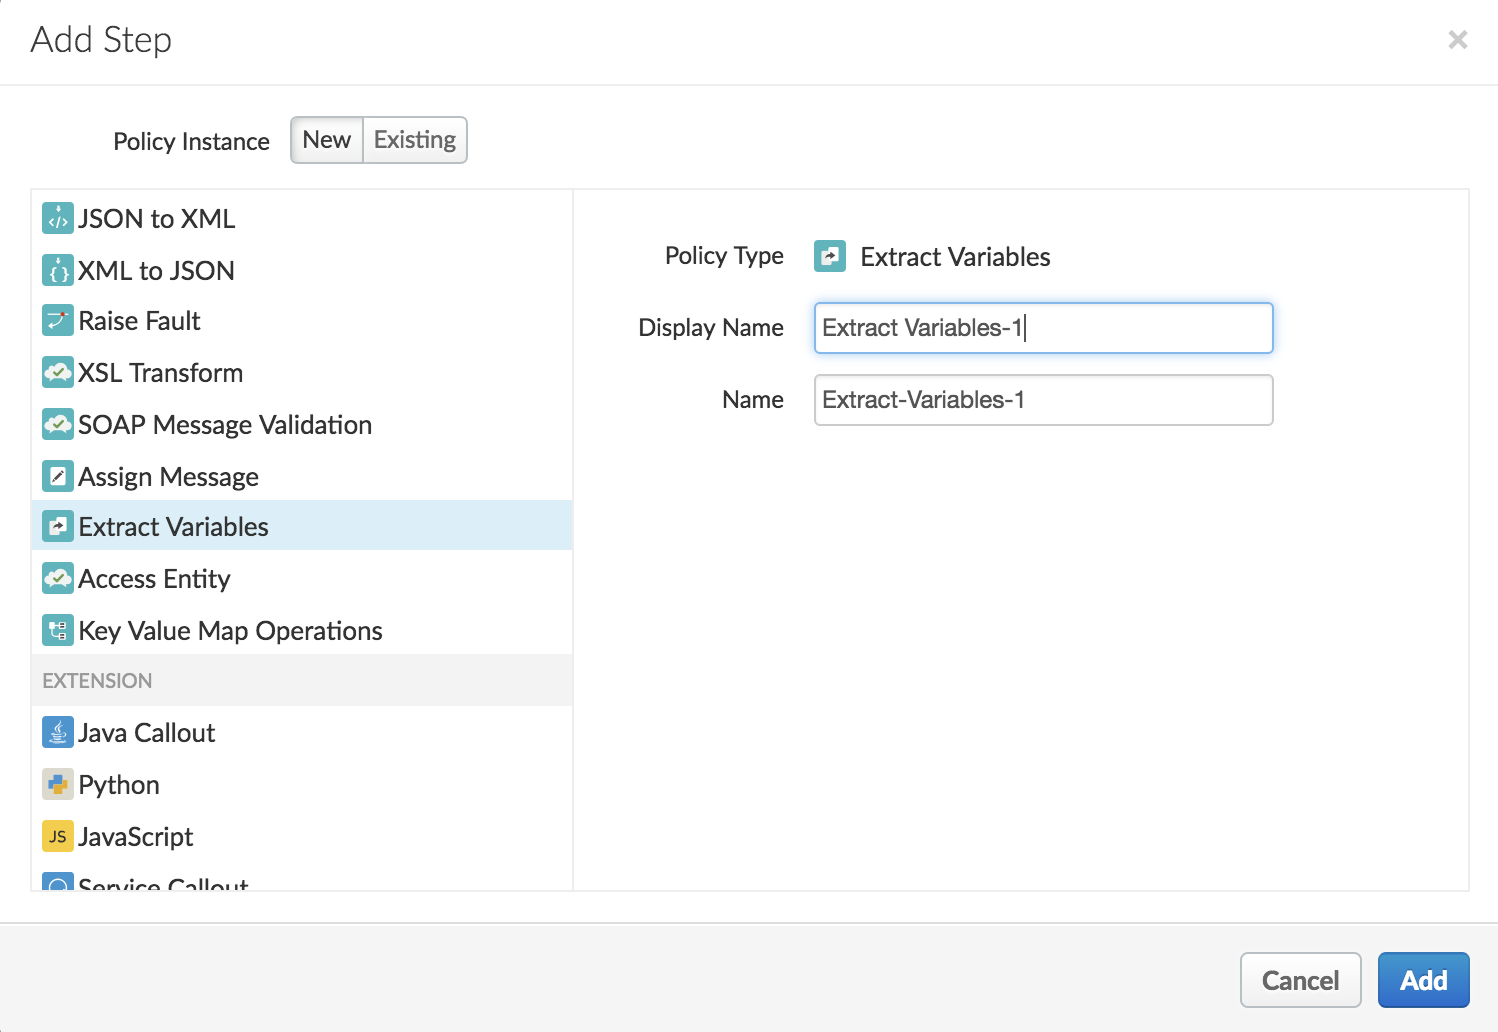 Add Step
×
Policy Instance New Existing
JSON to XML
XML to JSON
Raise Fault
XSL Transform
SOAP Message Validation
Assign Message
Extract Variables
Access Entity
Key Value Map Operations
EXTENSION
Java Callout
Python
JS JavaScript
Service Callout
Policy Type Extract Variables
Display Name Extract Variables-1
Name Extract-Variables-1
Cancel Add